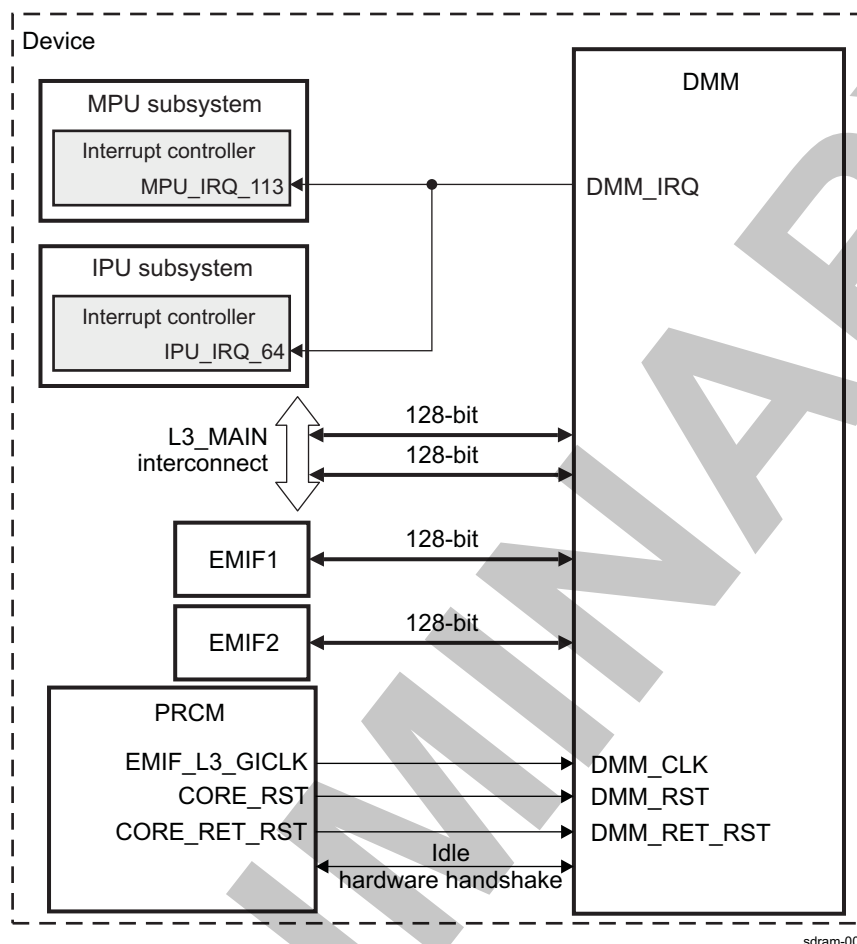 Device
MPU subsystem
Interrupt controller
MPU_IRQ_113
IPU subsystem
Interrupt controller
IPU_IRQ_64
L3_MAIN
interconnect
128-bit
128-bit
EMIF1
128-bit
EMIF2
128-bit
PRCM
EMIF_L3_GICLK
CORE_RST
CORE_RET_RST
Idle
hardware handshake
DMM
DMM_IRQ
DMM_CLK
DMM_RST
DMM_RET_RST